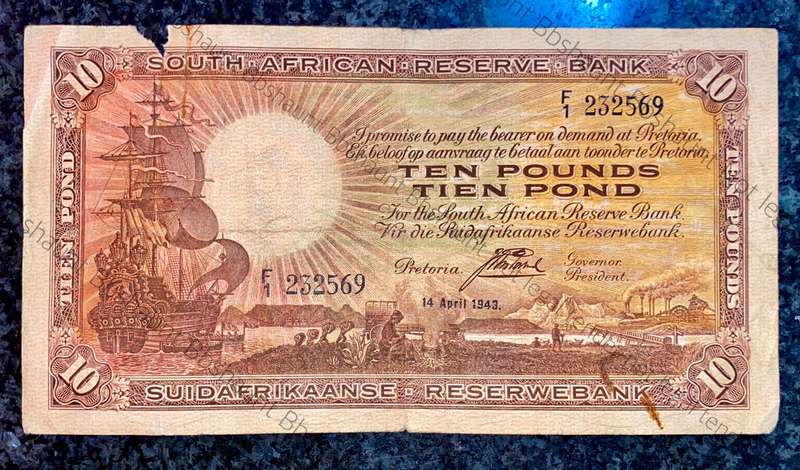 10
SOUTH · AFRICAN · RESERVE · BANK
10
F/1 232569
I promise to pay the bearer on demand at Pretoria.
Ek beloof op aanvraag te betaal aan toonder te Pretoria.
TEN POUNDS
TIEN POND
For the South African Reserve Bank.
Vir die Suidafrikaanse Reserwebank.
Pretoria.
Governor.
President.
F/1 232569
14 April 1943.
TIEN POND
TEN POUNDS
10
SUIDAFRIKAANSE · RESERWEBANK
10